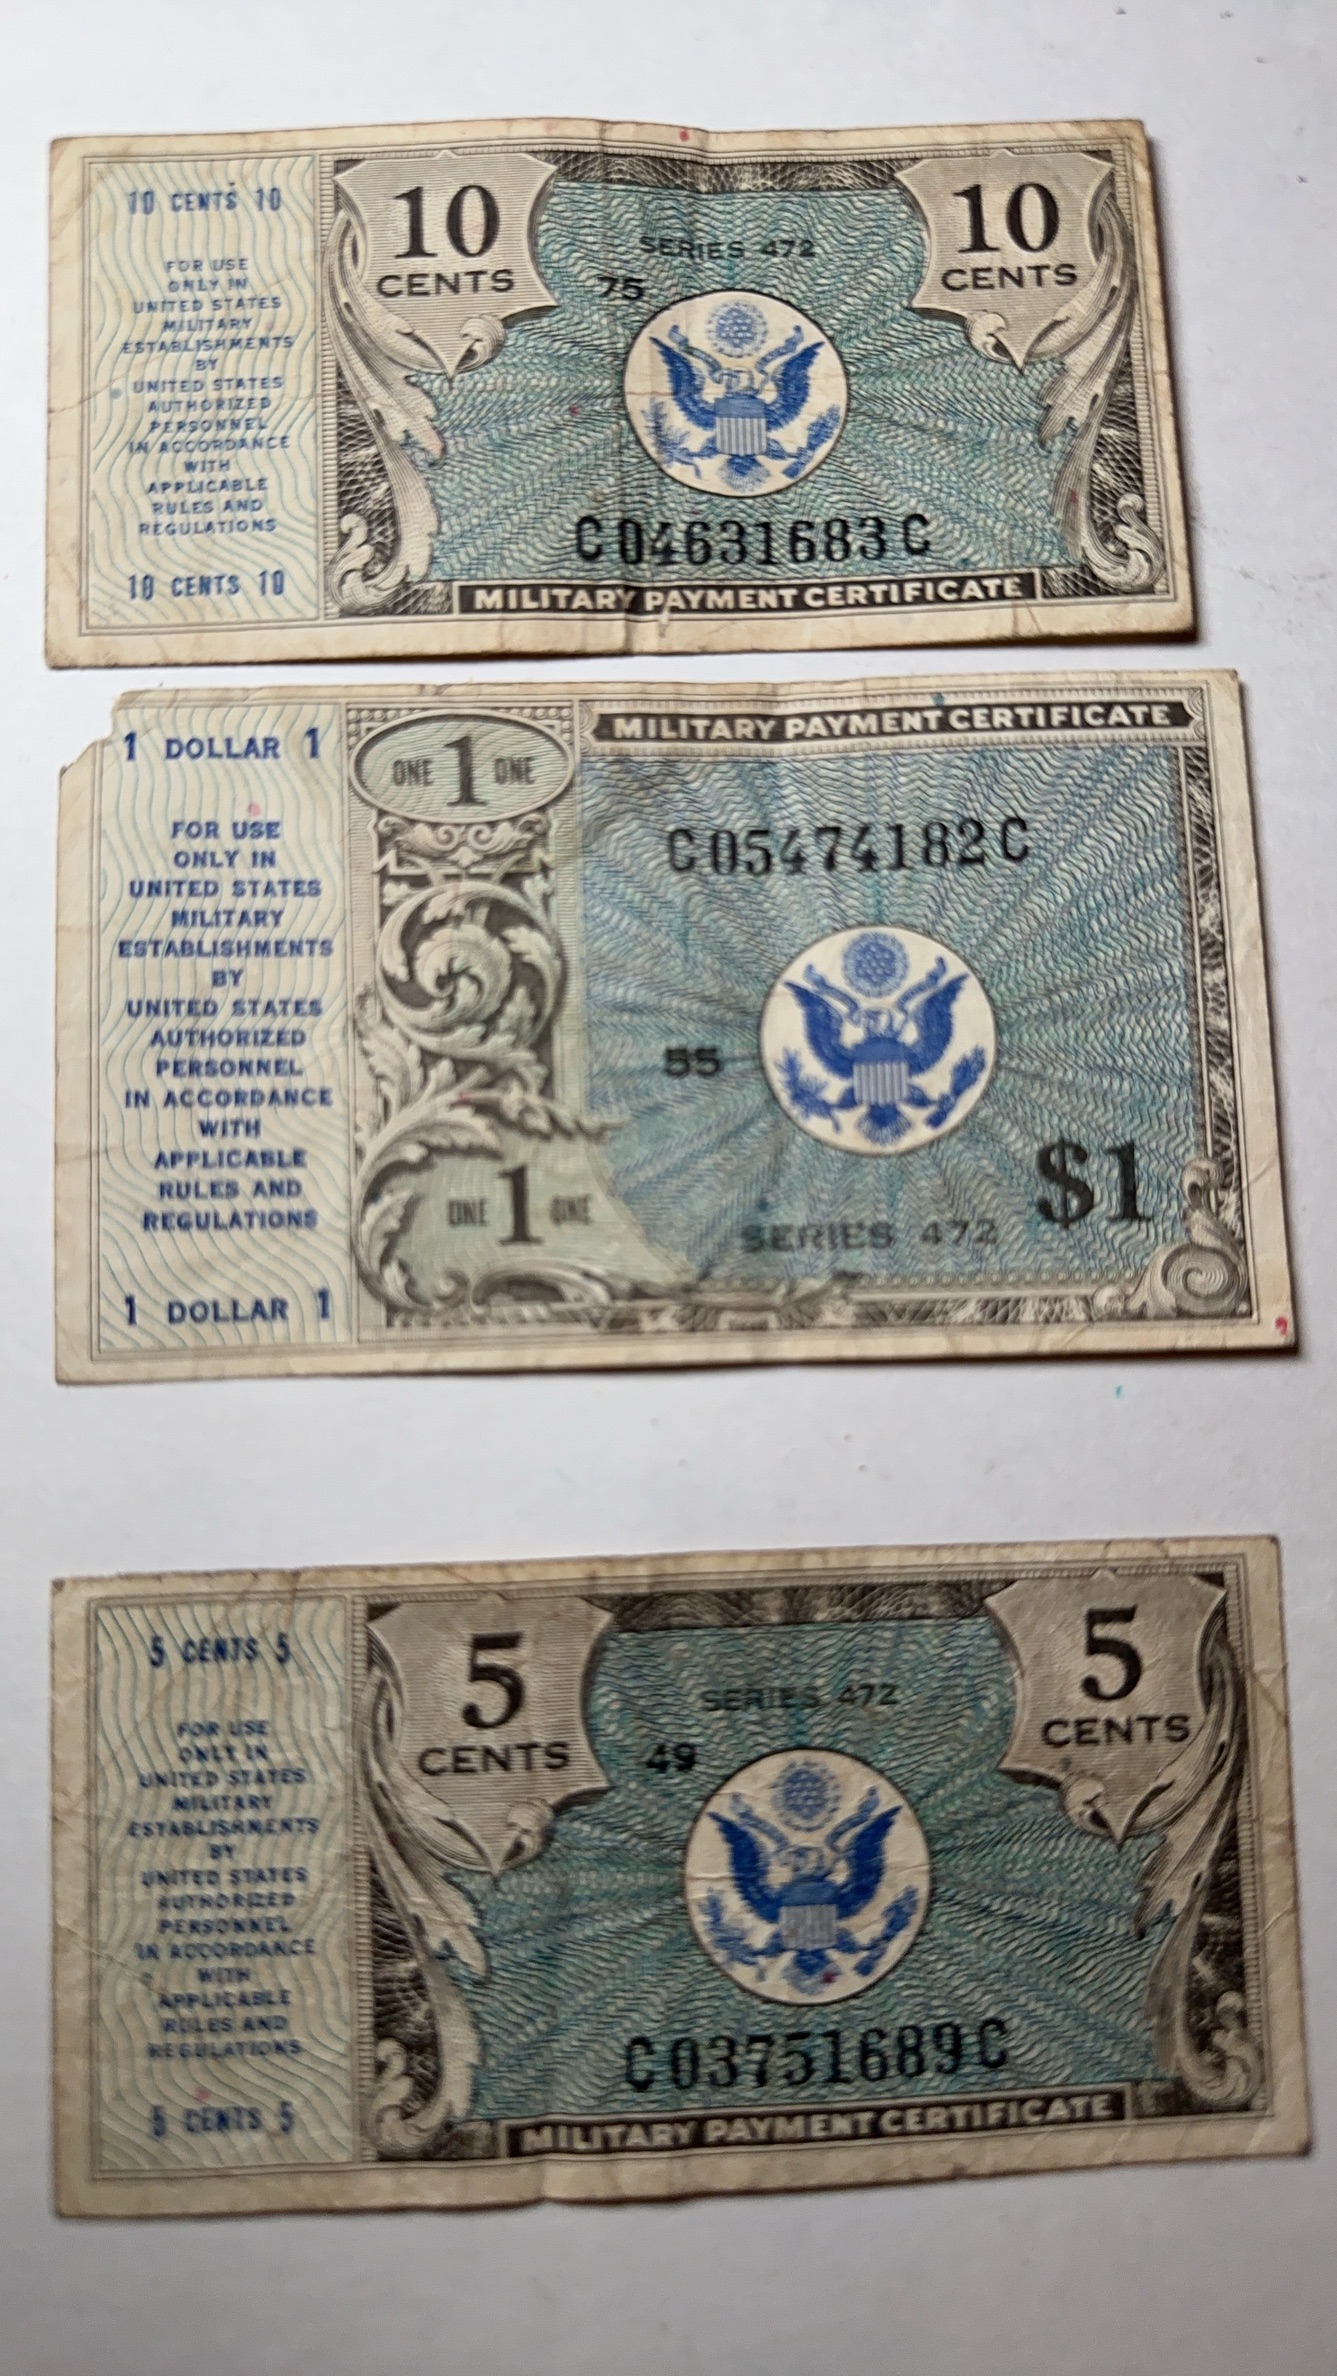 10 CENTS 10
FOR USE
ONLY IN
UNITED STATES
MILITARY
ESTABLISHMENTS
BY
UNITED STATES
AUTHORIZED
PERSONNEL
IN ACCORDANCE
WITH
APPLICABLE
RULES AND
REGULATIONS
10 CENTS 10
10
CENTS
SERIES 472
75
10
CENTS
C04631683C
MILITARY PAYMENT CERTIFICATE
1 DOLLAR 1
FOR USE
ONLY IN
UNITED STATES
MILITARY
ESTABLISHMENTS
BY
UNITED STATES
AUTHORIZED
PERSONNEL
IN ACCORDANCE
WITH
APPLICABLE
RULES AND
REGULATIONS
1 DOLLAR 1
ONE 1 ONE
ONE 1 ONE
MILITARY PAYMENT CERTIFICATE
C05474182C
55
$1
SERIES 472
5 CENTS 5
FOR USE
ONLY IN
UNITED STATES
MILITARY
ESTABLISHMENTS
BY
UNITED STATES
AUTHORIZED
PERSONNEL
IN ACCORDANCE
WITH
APPLICABLE
RULES AND
REGULATIONS
5 CENTS 5
5
CENTS
SERIES 472
49
5
CENTS
C03751689C
MILITARY PAYMENT CERTIFICATE